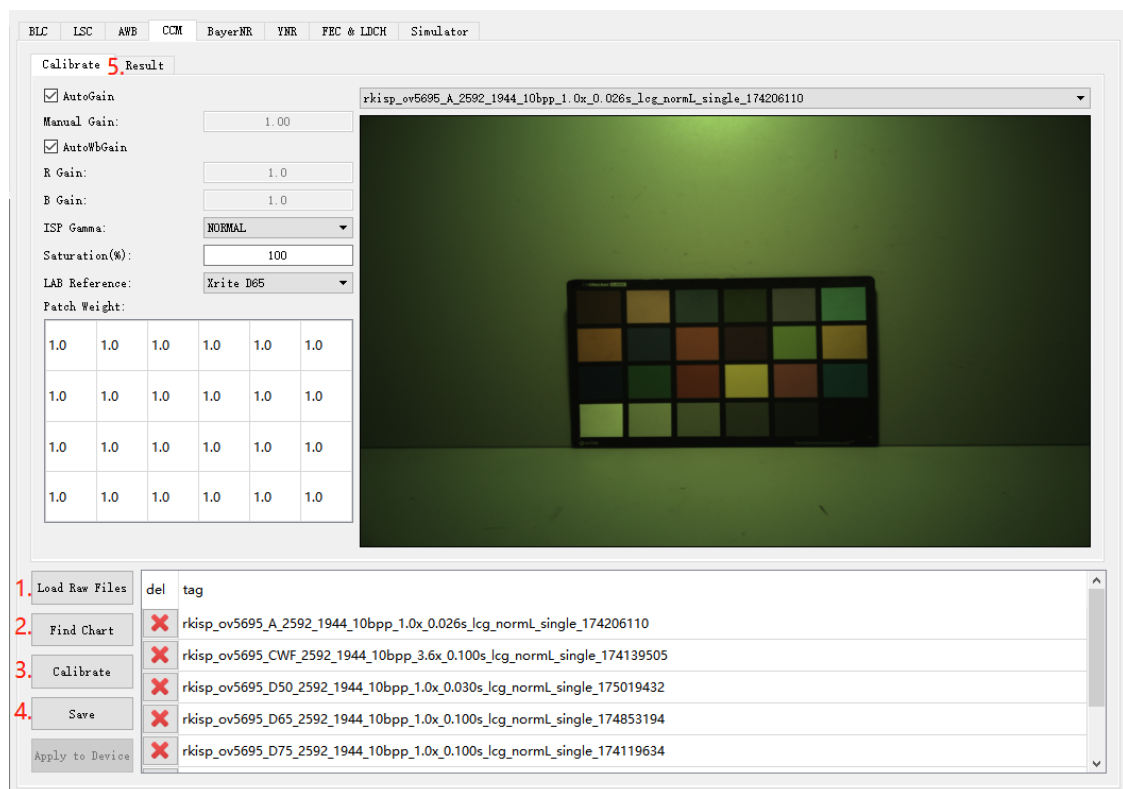 BLC LSC AWB CCM BayerNR YNR FEC & LDCH Simulator
Calibrate 5. Result
AutoGain
Manual Gain: 1.00
AutoWbGain
R Gain: 1.0
B Gain: 1.0
ISP Gamma: NORMAL
Saturation(%): 100
LAB Reference: Xrite D65
Patch Weight:
1.0 1.0 1.0 1.0 1.0 1.0
1.0 1.0 1.0 1.0 1.0 1.0
1.0 1.0 1.0 1.0 1.0 1.0
1.0 1.0 1.0 1.0 1.0 1.0
rkisp_ov5695_A_2592_1944_10bpp_1.0x_0.026s_lcg_normL_single_174206110
1. Load Raw Files
2. Find Chart
3. Calibrate
4. Save
Apply to Device
del tag
rkisp_ov5695_A_2592_1944_10bpp_1.0x_0.026s_lcg_normL_single_174206110
rkisp_ov5695_CWF_2592_1944_10bpp_3.6x_0.100s_lcg_normL_single_174139505
rkisp_ov5695_D50_2592_1944_10bpp_1.0x_0.030s_lcg_normL_single_175019432
rkisp_ov5695_D65_2592_1944_10bpp_1.0x_0.100s_lcg_normL_single_174853194
rkisp_ov5695_D75_2592_1944_10bpp_1.0x_0.100s_lcg_normL_single_174119634